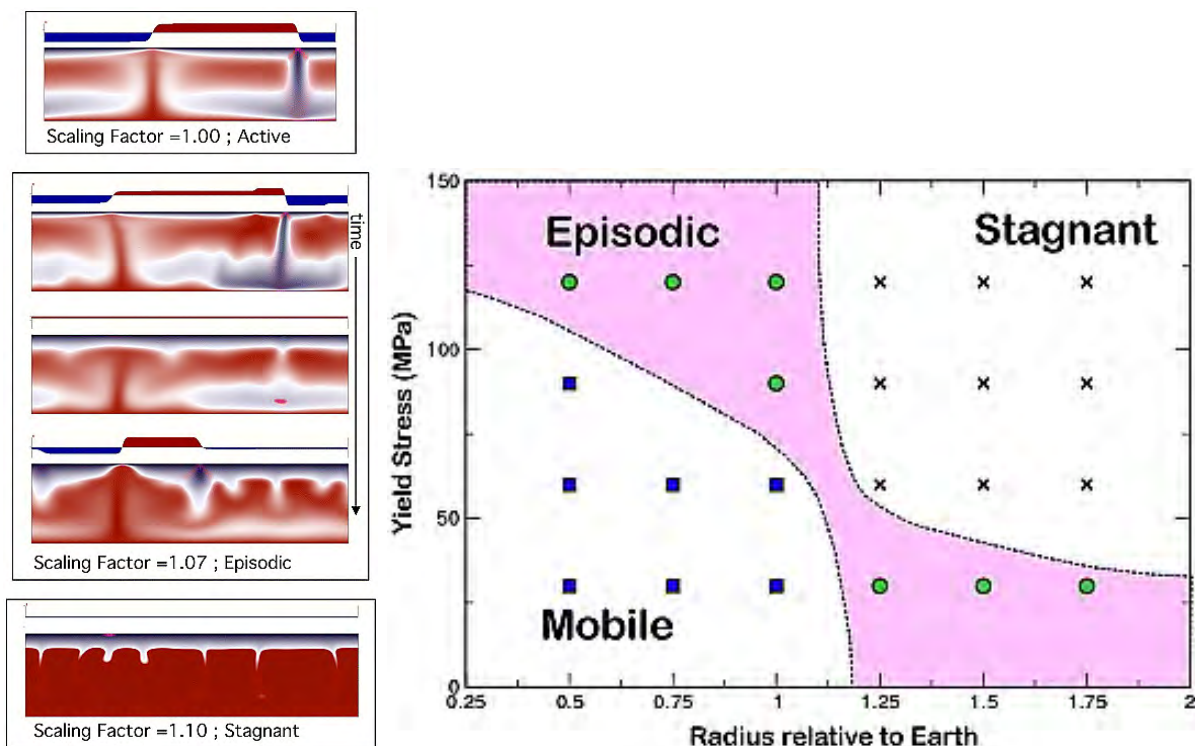 Scaling Factor =1.00 ; Active
time
Scaling Factor =1.07 ; Episodic
Scaling Factor =1.10 ; Stagnant
150
100
50
0
Yield Stress (MPa)
Episodic
Stagnant
Mobile
0.25 0.5 0.75 1 1.25 1.5 1.75 2
Radius relative to Earth